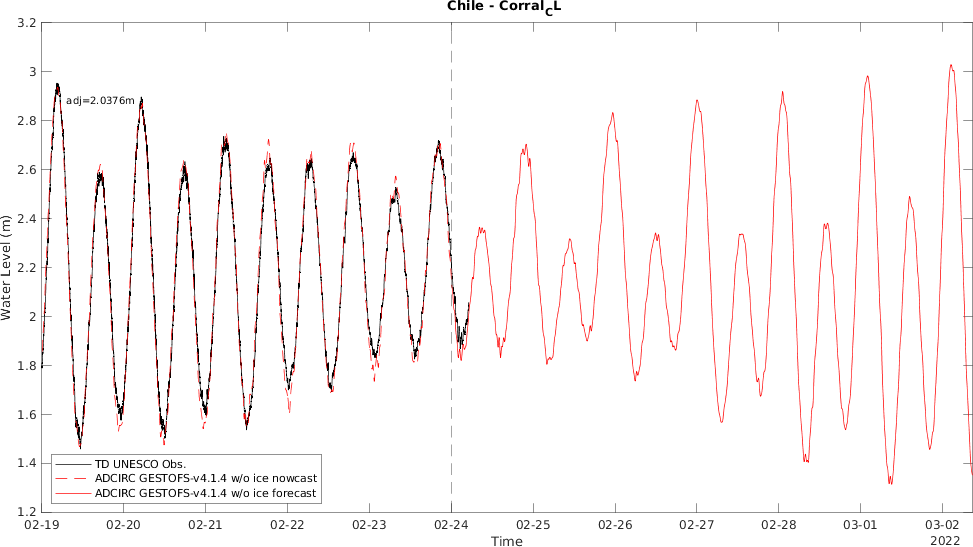 Chile - Corral_CL
3.2
3
2.8
2.6
2.4
2.2
2
1.8
1.6
1.4
1.2
Water Level (m)
adj=2.0376m
TD UNESCO Obs.
ADCIRC GESTOFS-v4.1.4 w/o ice nowcast
ADCIRC GESTOFS-v4.1.4 w/o ice forecast
02-19 02-20 02-21 02-22 02-23 02-24 02-25 02-26 02-27 02-28 03-01 03-02
Time
2022